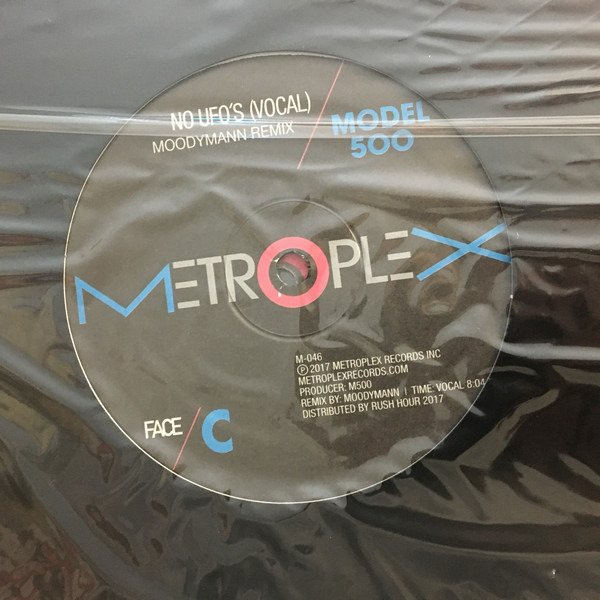 NO UFO'S (VOCAL)
MOODYMANN REMIX
MODEL
500
METROPLEX
M-046
℗ 2017 METROPLEX RECORDS INC
METROPLEXRECORDS.COM
PRODUCER: M500
REMIX BY: MOODYMANN | TIME: VOCAL 8:04
DISTRIBUTED BY RUSH HOUR 2017
FACE / C